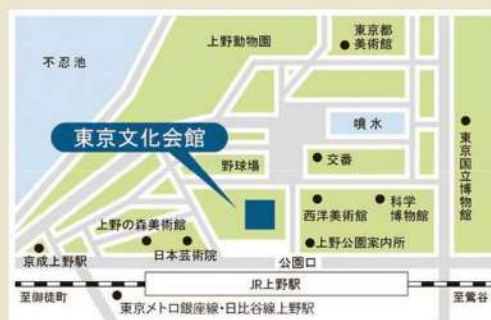 上野動物園
東京都
美術館
不忍池
噴水
東京文化会館
野球場
交番
東京国立博物館
西洋美術館
科学
博物館
上野の森美術館
日本芸術院
上野公園案内所
京成上野駅
公園口
JR上野駅
至御徒町
至鶯谷
東京メトロ銀座線・日比谷線上野駅